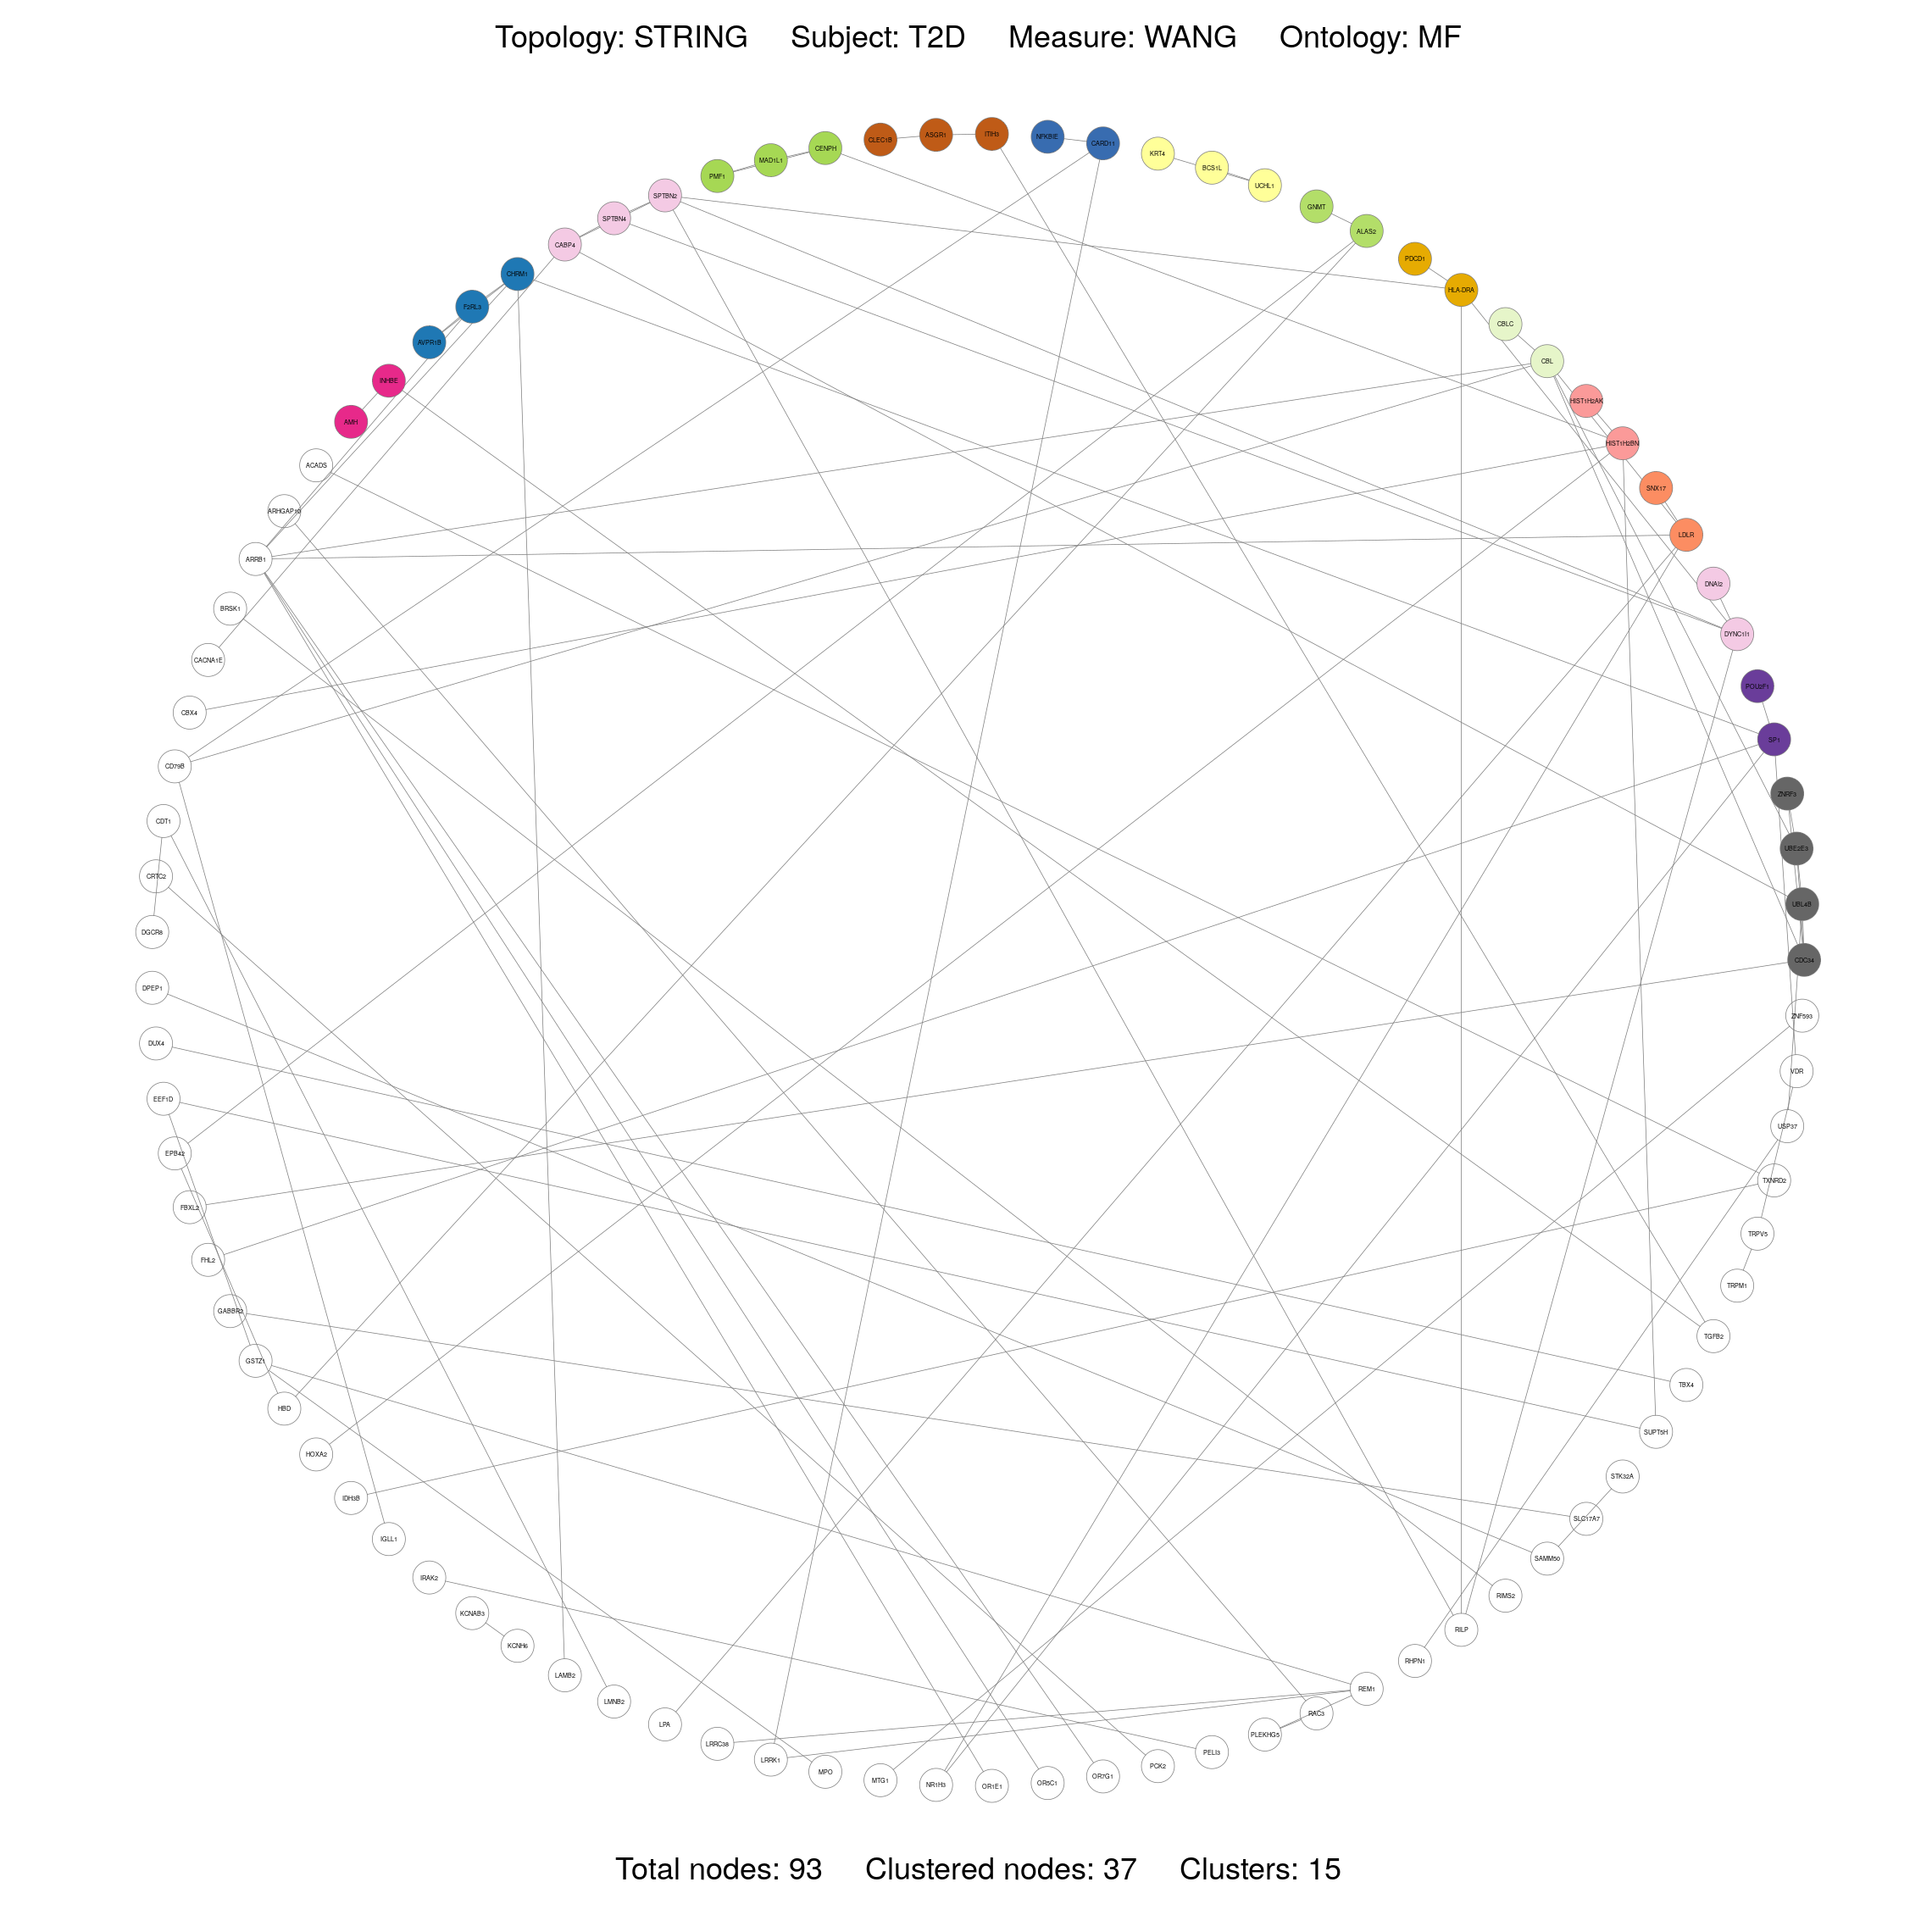 Topology: STRING Subject: T2D Measure: WANG Ontology: MF
ITIH3
ASGR1
CLEC1B
NFKBIE
CARD11
CENPH
MAD1L1
PMF1
KRT4
BCS1L
UCHL1
SPTBN2
SPTBN4
CABP4
GNMT
ALAS2
PDCD1
HLA-DRA
CHRM1
F2RL3
AVPR1B
CBLC
CBL
INHBE
AMH
HIST1H2AK
HIST1H2BN
ACADS
SNX17
ARHGAP10
LDLR
ARRB1
DNAI2
BRSK1
DYNC1I1
CACNA1E
POU2F1
CBX4
SP1
CD79B
ZNRF3
CDT1
UBE2E3
CRTC2
UBL4B
DGCR8
CDC34
DPEP1
ZNF593
DUX4
VDR
EEF1D
USP37
EPB42
TXNRD2
FBXL2
TRPV5
FHL2
TRPM1
GABBR2
TGFB2
GSTZ1
TBX4
HBD
SUPT5H
HOXA2
STK32A
IDH3B
SLC17A7
IGLL1
SAMM50
IRAK2
RIMS2
KCNAB3
RILP
KCNH6
RHPN1
LAMB2
REM1
LMNB2
RAC3
LPA
PLEKHG5
LRRC38
PELI3
LRRK1
PCK2
MPO
OR7G1
MTG1
OR5C1
NR1H3
OR1E1
Total nodes: 93 Clustered nodes: 37 Clusters: 15